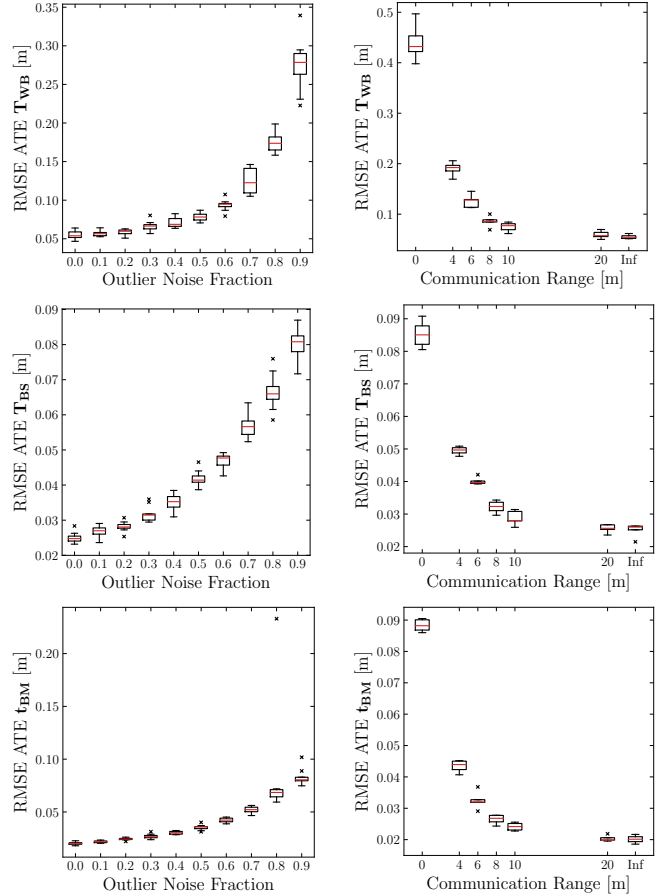 0.35
0.30
0.25
0.20
0.15
0.10
0.05
RMSE ATE T_WB [m]
0.0 0.1 0.2 0.3 0.4 0.5 0.6 0.7 0.8 0.9
Outlier Noise Fraction
0.5
0.4
0.3
0.2
0.1
RMSE ATE T_WB [m]
0 4 6 8 10 20 Inf
Communication Range [m]
0.09
0.08
0.07
0.06
0.05
0.04
0.03
0.02
RMSE ATE T_BS [m]
0.0 0.1 0.2 0.3 0.4 0.5 0.6 0.7 0.8 0.9
Outlier Noise Fraction
0.09
0.08
0.07
0.06
0.05
0.04
0.03
0.02
RMSE ATE T_BS [m]
0 4 6 8 10 20 Inf
Communication Range [m]
0.20
0.15
0.10
0.05
RMSE ATE t_BM [m]
0.0 0.1 0.2 0.3 0.4 0.5 0.6 0.7 0.8 0.9
Outlier Noise Fraction
0.09
0.08
0.07
0.06
0.05
0.04
0.03
0.02
RMSE ATE t_BM [m]
0 4 6 8 10 20 Inf
Communication Range [m]